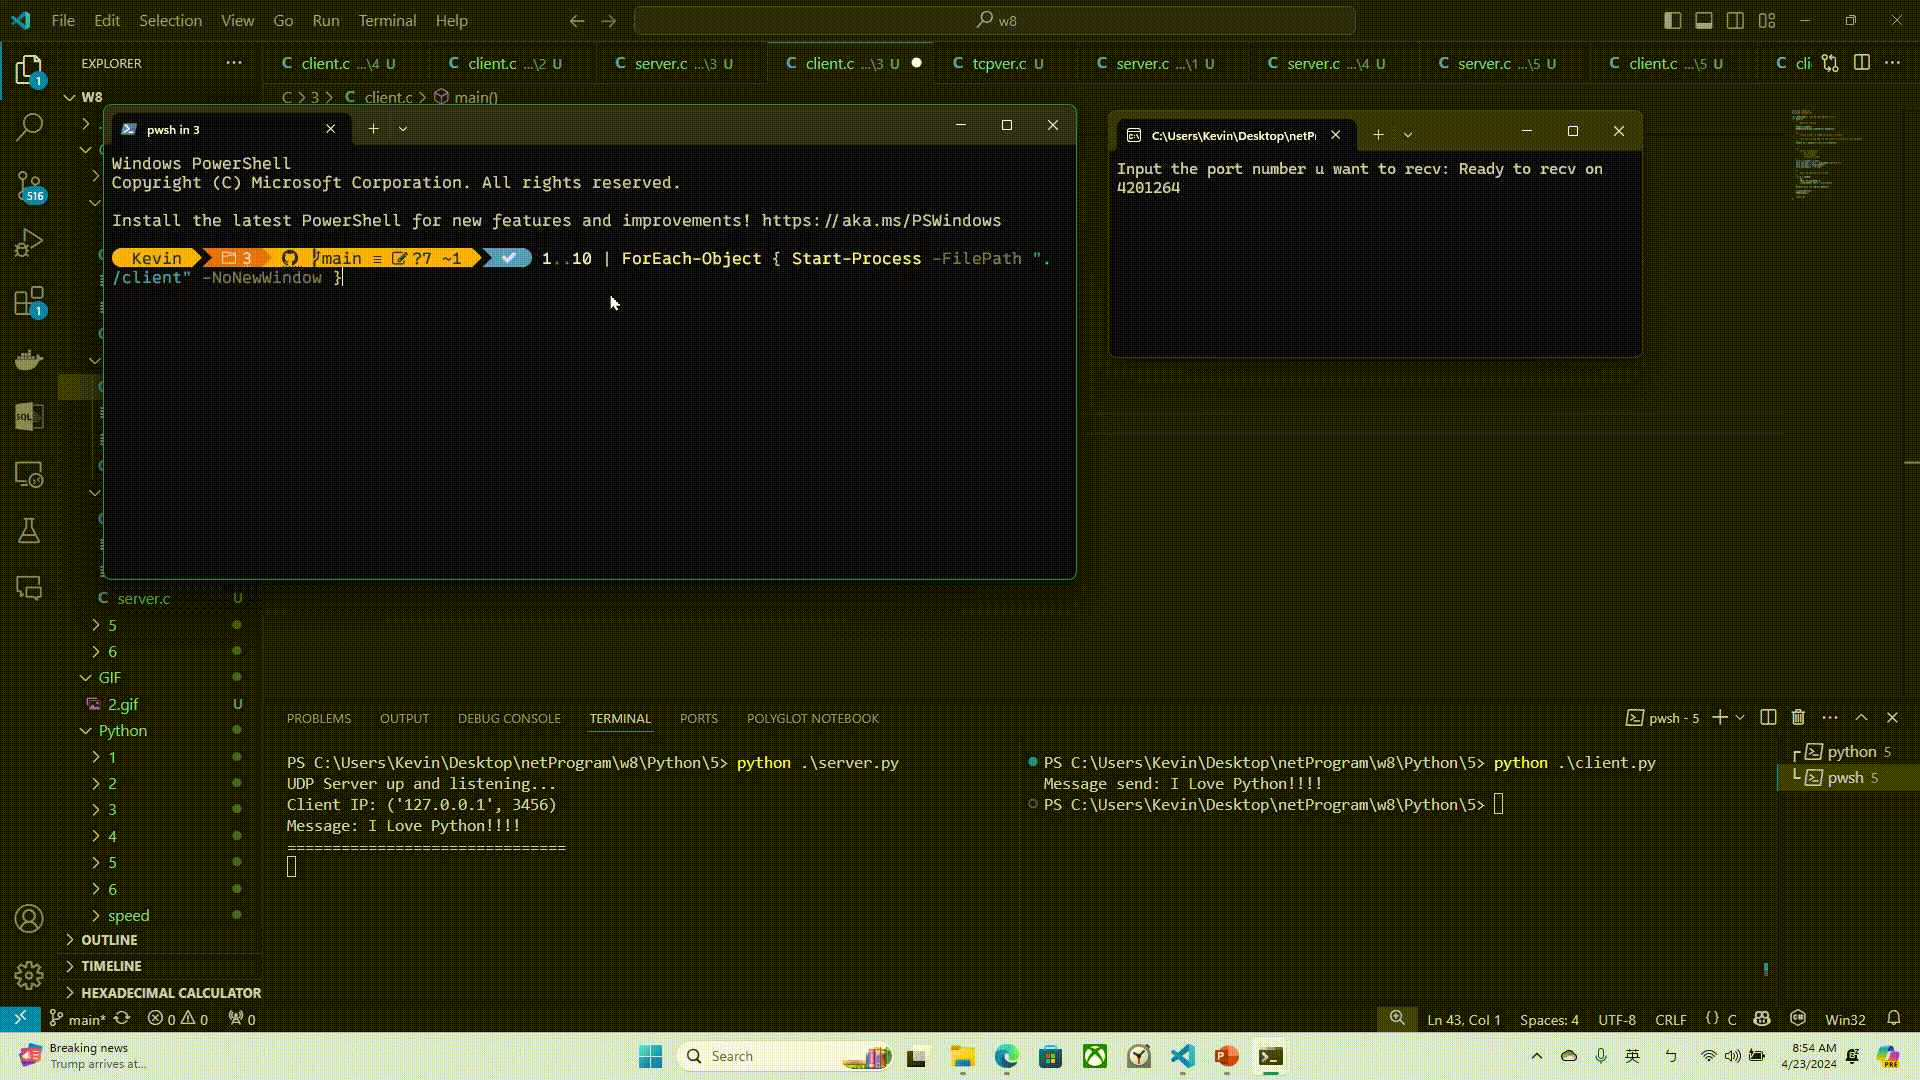 File Edit Selection View Go Run Terminal Help
w8
EXPLORER
client.c ...\4 U
client.c ...\2 U
server.c ...\3 U
client.c ...\3 U
tcpver.c U
server.c ...\1 U
server.c ...\4 U
server.c ...\5 U
client.c ...\5 U
cli
W8
C > 3 > C client.c > main()
pwsh in 3
Windows PowerShell
Copyright (C) Microsoft Corporation. All rights reserved.
Install the latest PowerShell for new features and improvements! https://aka.ms/PSWindows
Kevin 3 main ≡ ?7 ~1 1..10 | ForEach-Object { Start-Process -FilePath ".
/client" -NoNewWindow }
C:\Users\Kevin\Desktop\netPr
Input the port number u want to recv: Ready to recv on
4201264
1
516
1
SQL
server.c U
5
6
GIF
2.gif U
Python
1
2
3
4
5
6
speed
OUTLINE
TIMELINE
HEXADECIMAL CALCULATOR
PROBLEMS OUTPUT DEBUG CONSOLE TERMINAL PORTS POLYGLOT NOTEBOOK
pwsh - 5
PS C:\Users\Kevin\Desktop\netProgram\w8\Python\5> python .\server.py
UDP Server up and listening...
Client IP: ('127.0.0.1', 3456)
Message: I Love Python!!!!
===============================
PS C:\Users\Kevin\Desktop\netProgram\w8\Python\5> python .\client.py
Message send: I Love Python!!!!
PS C:\Users\Kevin\Desktop\netProgram\w8\Python\5>
python 5
pwsh 5
main* 0 0 0
Ln 43, Col 1 Spaces: 4 UTF-8 CRLF {} C Win32
Breaking news
Trump arrives at...
Search
英
ㄅ
8:54 AM
4/23/2024
PRE